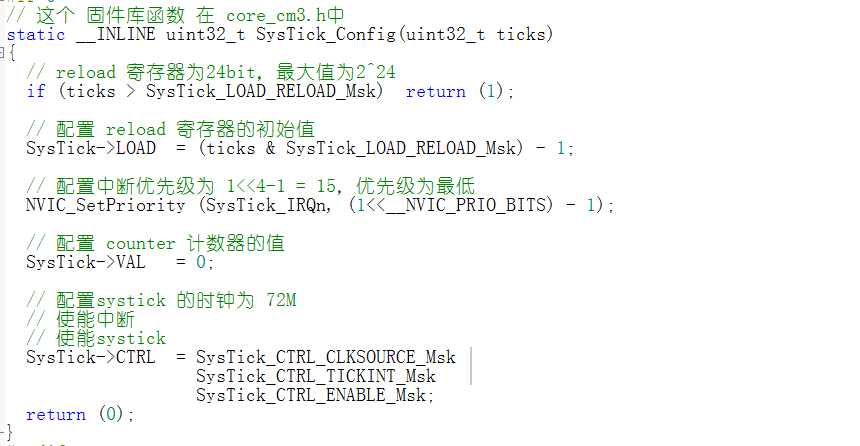 // 这个 固件库函数 在 core_cm3.h中
static __INLINE uint32_t SysTick_Config(uint32_t ticks)
{
// reload 寄存器为24bit，最大值为2^24
if (ticks > SysTick_LOAD_RELOAD_Msk)  return (1);
// 配置 reload 寄存器的初始值
SysTick->LOAD  = (ticks & SysTick_LOAD_RELOAD_Msk) - 1;
// 配置中断优先级为 1<<4-1 = 15，优先级为最低
NVIC_SetPriority (SysTick_IRQn, (1<<__NVIC_PRIO_BITS) - 1);
// 配置 counter 计数器的值
SysTick->VAL   = 0;
// 配置systick 的时钟为 72M
// 使能中断
// 使能systick
SysTick->CTRL  = SysTick_CTRL_CLKSOURCE_Msk |
SysTick_CTRL_TICKINT_Msk   |
SysTick_CTRL_ENABLE_Msk;
return (0);
}